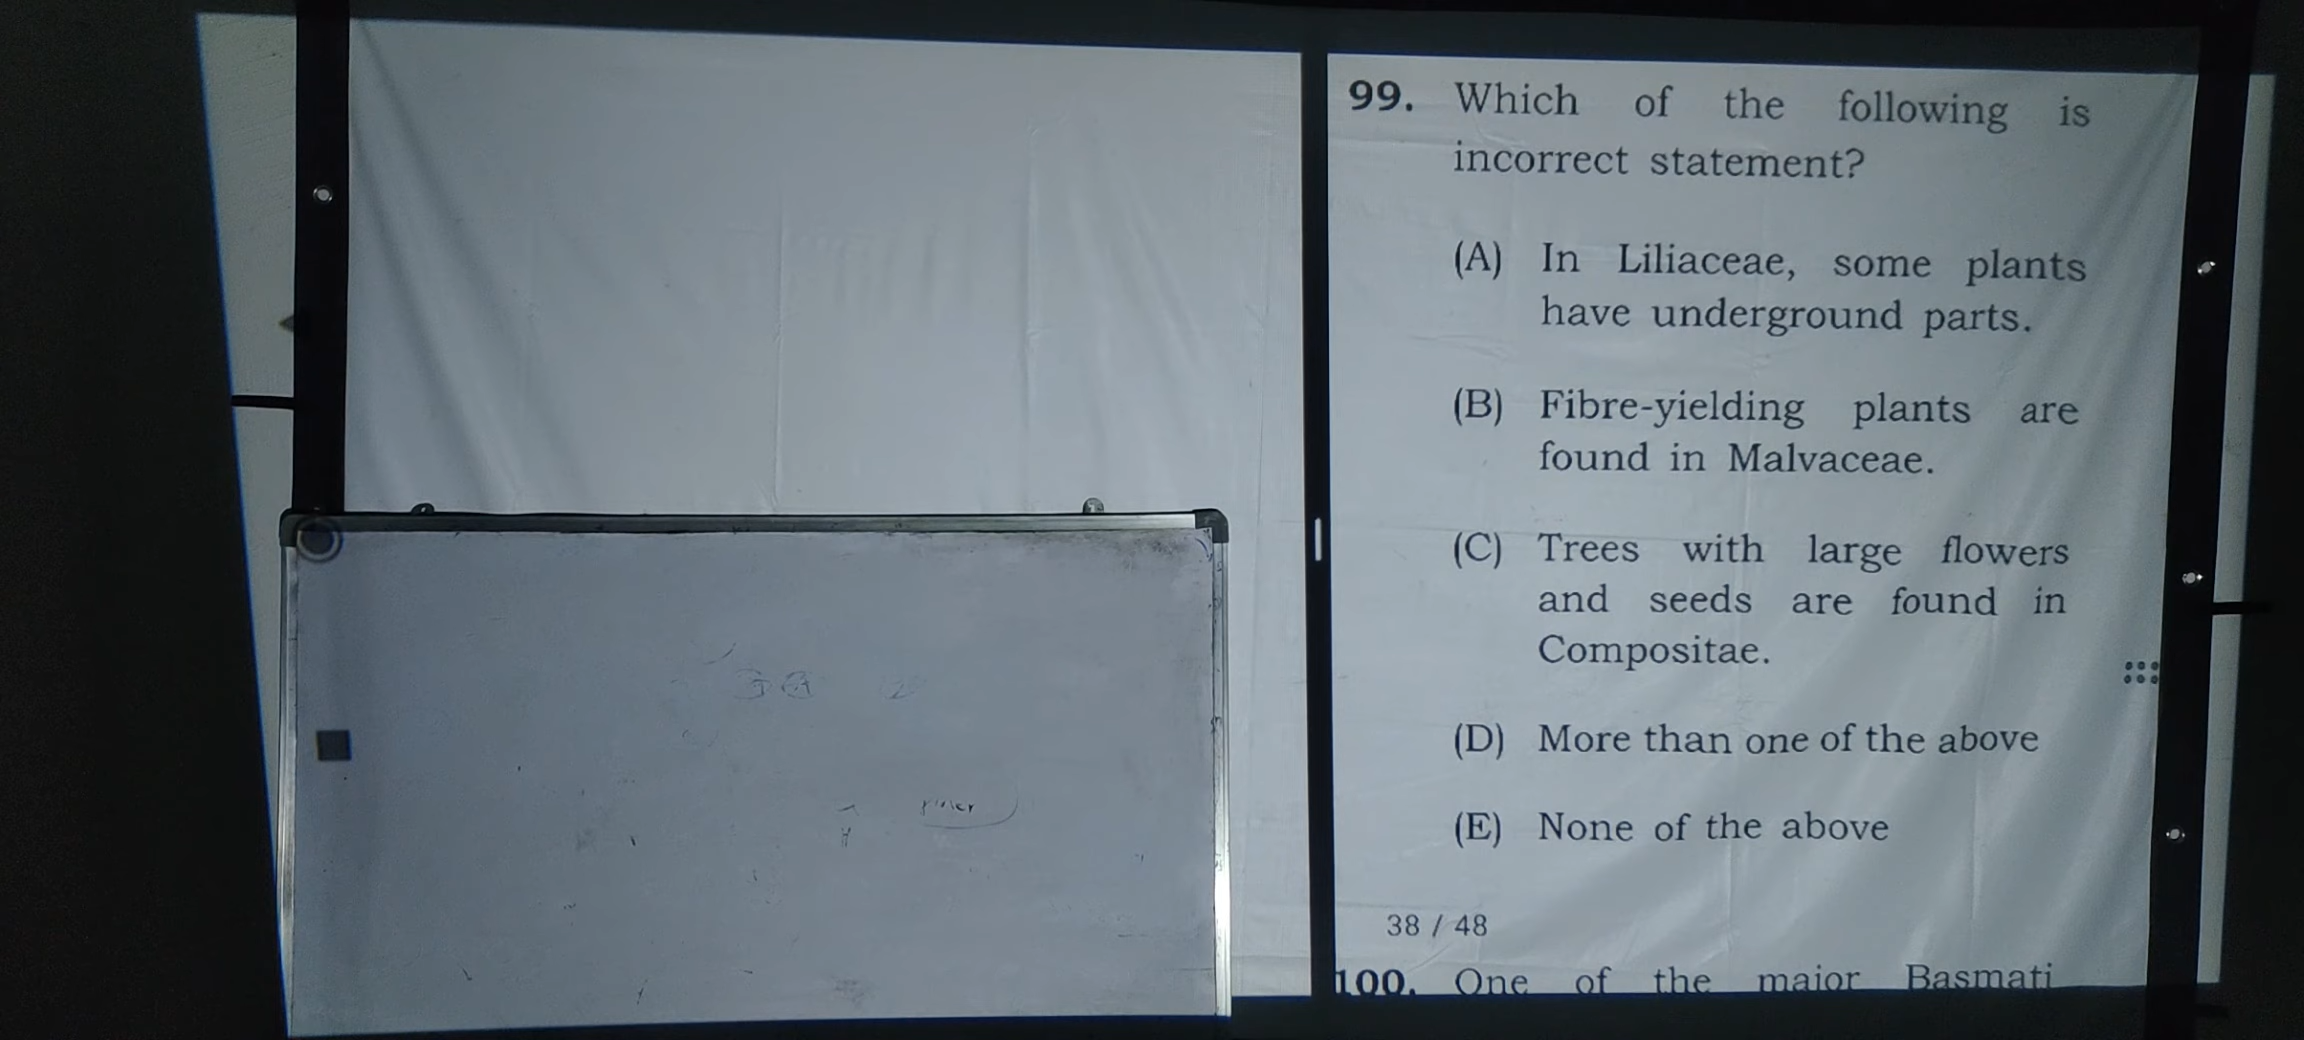 99. Which of the following is
incorrect statement?
(A) In Liliaceae, some plants
have underground parts.
(B) Fibre-yielding plants are
found in Malvaceae.
(C) Trees with large flowers
and seeds are found in
Compositae.
(D) More than one of the above
(E) None of the above
38 / 48
100. One of the major Basmati